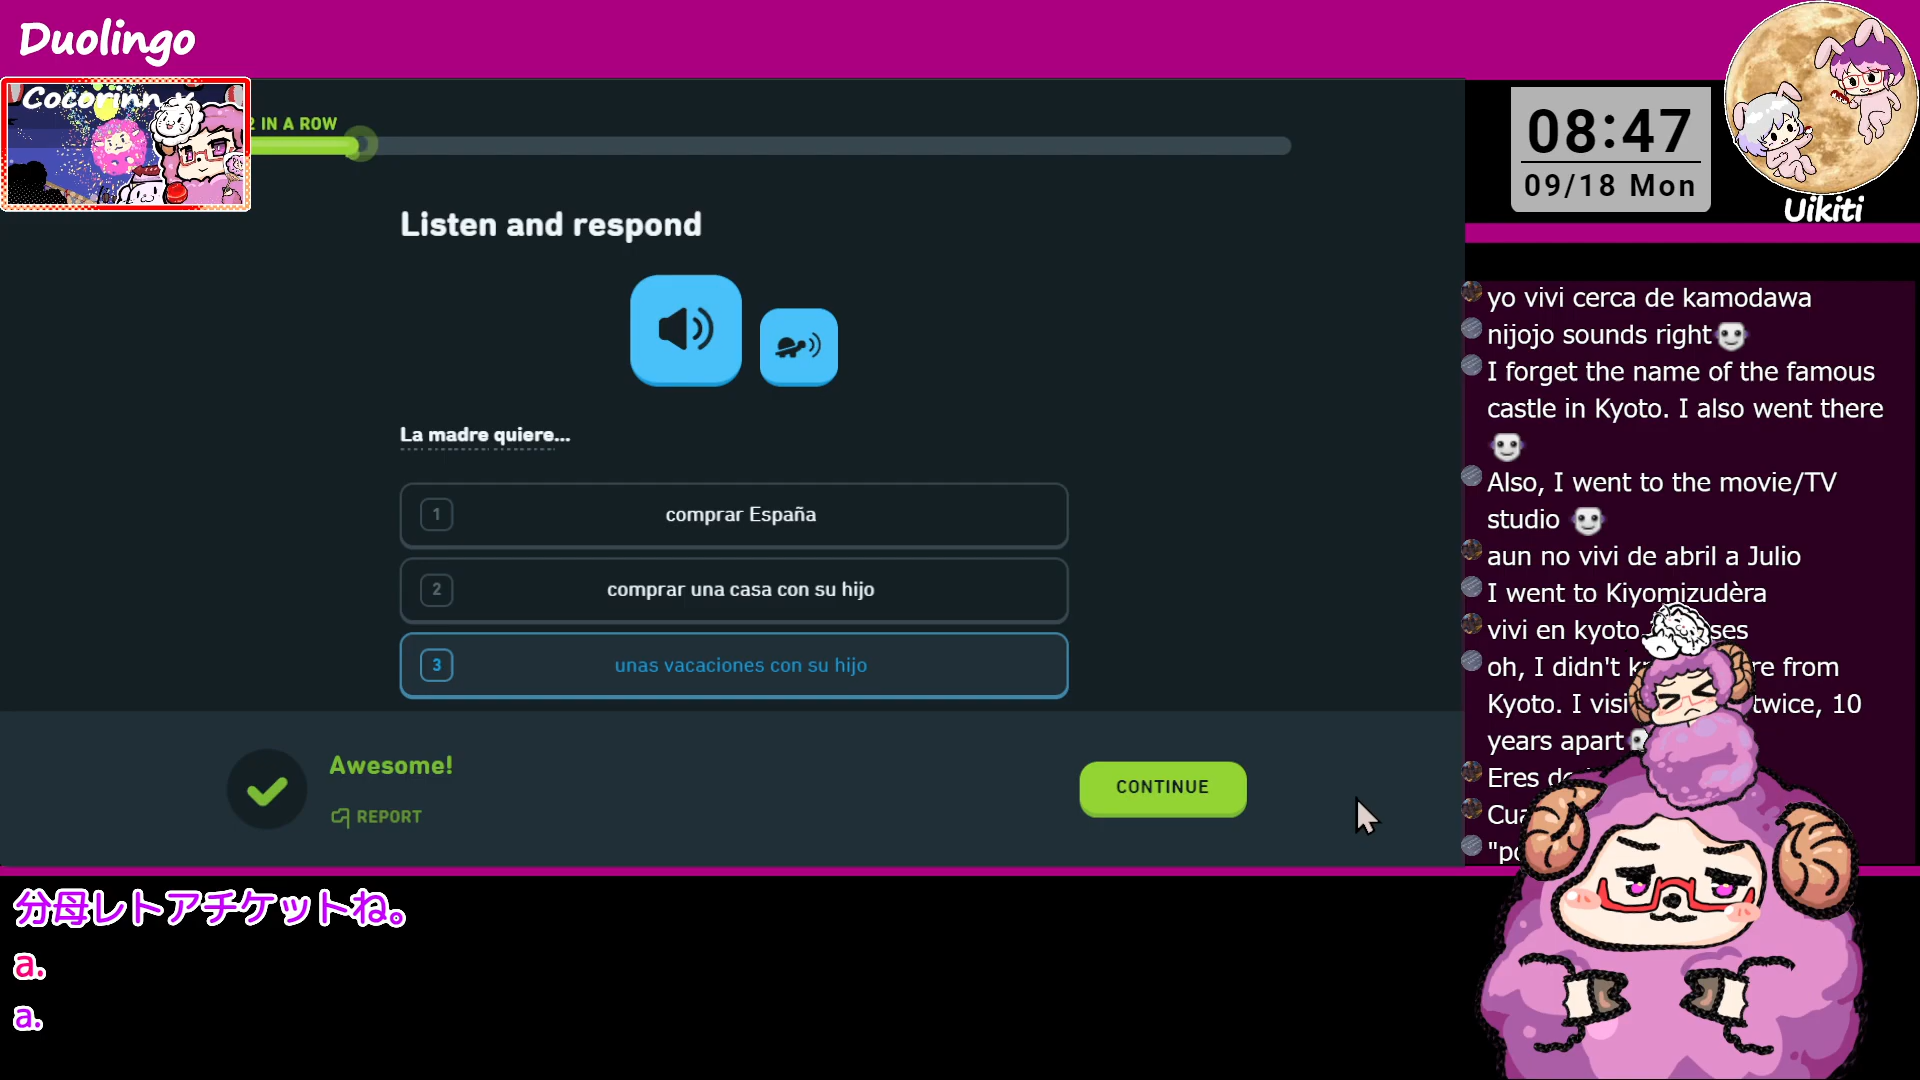 Duolingo
Cocorinn
2 IN A ROW
Listen and respond
La madre quiere...
1
comprar España
2
comprar una casa con su hijo
3
unas vacaciones con su hijo
Awesome!
REPORT
CONTINUE
08:47
09/18 Mon
Uikiti
yo vivi cerca de kamodawa
nijojo sounds right
I forget the name of the famous
castle in Kyoto. I also went there
Also, I went to the movie/TV
studio
aun no vivi de abril a Julio
I went to Kiyomizudèra
vivi en kyoto
oh, I didn't from
Kyoto. I twice, 10
years apart
Eres
分母レトアチケットね。
a.
a.